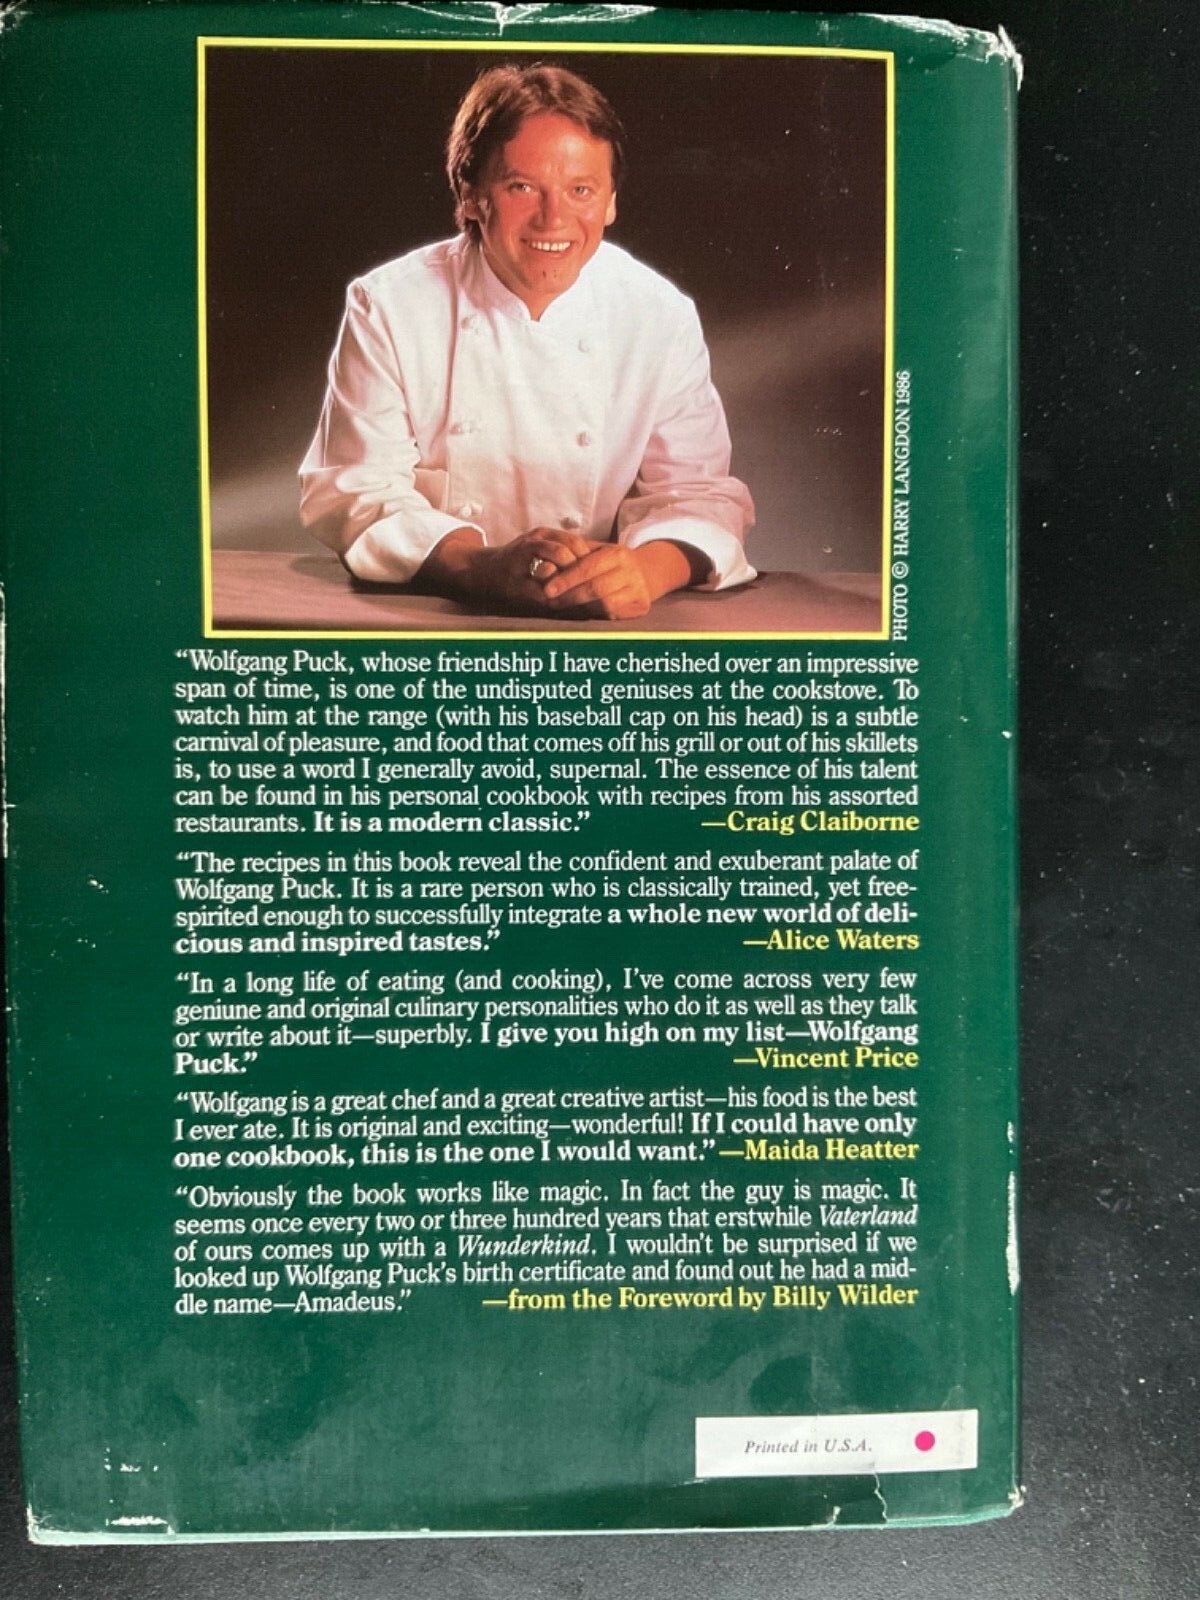 PHOTO © HARRY LANGDON 1986
“Wolfgang Puck, whose friendship I have cherished over an impressive
span of time, is one of the undisputed geniuses at the cookstove. To
watch him at the range (with his baseball cap on his head) is a subtle
carnival of pleasure, and food that comes off his grill or out of his skillets
is, to use a word I generally avoid, supernal. The essence of his talent
can be found in his personal cookbook with recipes from his assorted
restaurants. It is a modern classic.” —Craig Claiborne
“The recipes in this book reveal the confident and exuberant palate of
Wolfgang Puck. It is a rare person who is classically trained, yet free-
spirited enough to successfully integrate a whole new world of deli-
cious and inspired tastes.” —Alice Waters
“In a long life of eating (and cooking), I’ve come across very few
geniune and original culinary personalities who do it as well as they talk
or write about it—superbly. I give you high on my list—Wolfgang
Puck.” —Vincent Price
“Wolfgang is a great chef and a great creative artist—his food is the best
I ever ate. It is original and exciting—wonderful! If I could have only
one cookbook, this is the one I would want.” —Maida Heatter
“Obviously the book works like magic. In fact the guy is magic. It
seems once every two or three hundred years that erstwhile Vaterland
of ours comes up with a Wunderkind. I wouldn’t be surprised if we
looked up Wolfgang Puck’s birth certificate and found out he had a mid-
dle name—Amadeus.” —from the Foreword by Billy Wilder
Printed in U.S.A.